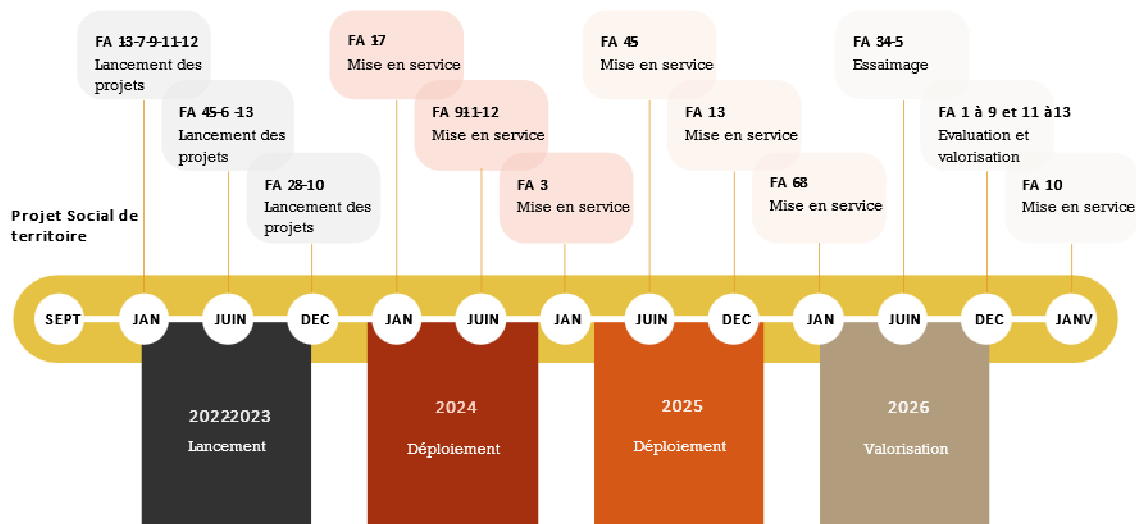 FA 13-7-9-11-12
Lancement des
projets
FA 45-6 -13
Lancement des
projets
FA 28-10
Lancement des
projets
FA 17
Mise en service
FA 911-12
Mise en service
FA 3
Mise en service
FA 45
Mise en service
FA 13
Mise en service
FA 68
Mise en service
FA 34-5
Essaimage
FA 1 à 9 et 11 à13
Evaluation et
valorisation
FA 10
Mise en service
Projet Social de
territoire
SEPT
JAN
JUIN
DEC
JAN
JUIN
JAN
JUIN
DEC
JAN
JUIN
DEC
JANV
20222023
Lancement
2024
Déploiement
2025
Déploiement
2026
Valorisation